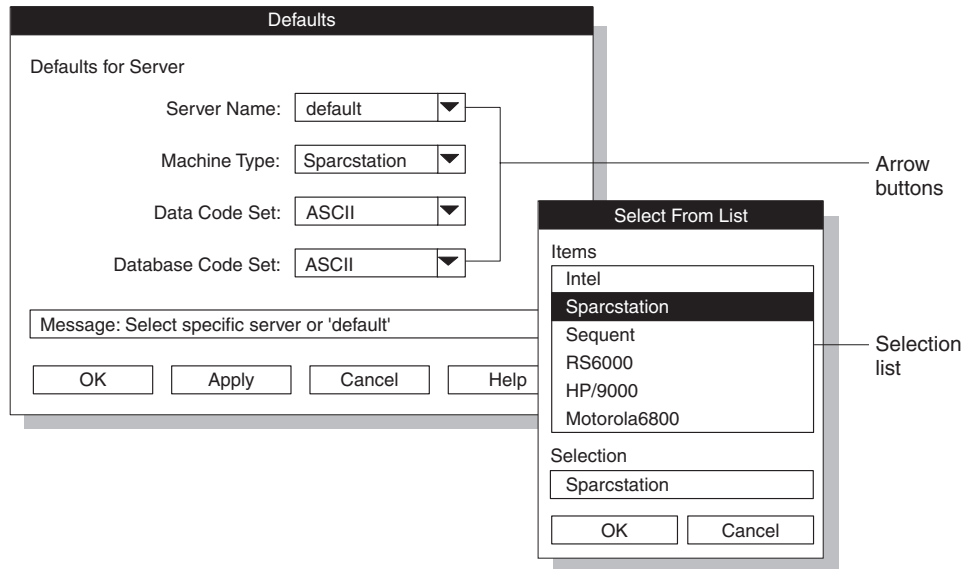 Defaults
Defaults for Server
Server Name: default
Machine Type: Sparcstation
Data Code Set: ASCII
Database Code Set: ASCII
Message: Select specific server or 'default'
OK Apply Cancel Help
Arrow
buttons
Select From List
Items
Intel
Sparcstation
Sequent
RS6000
HP/9000
Motorola6800
Selection
Sparcstation
OK Cancel
Selection
list